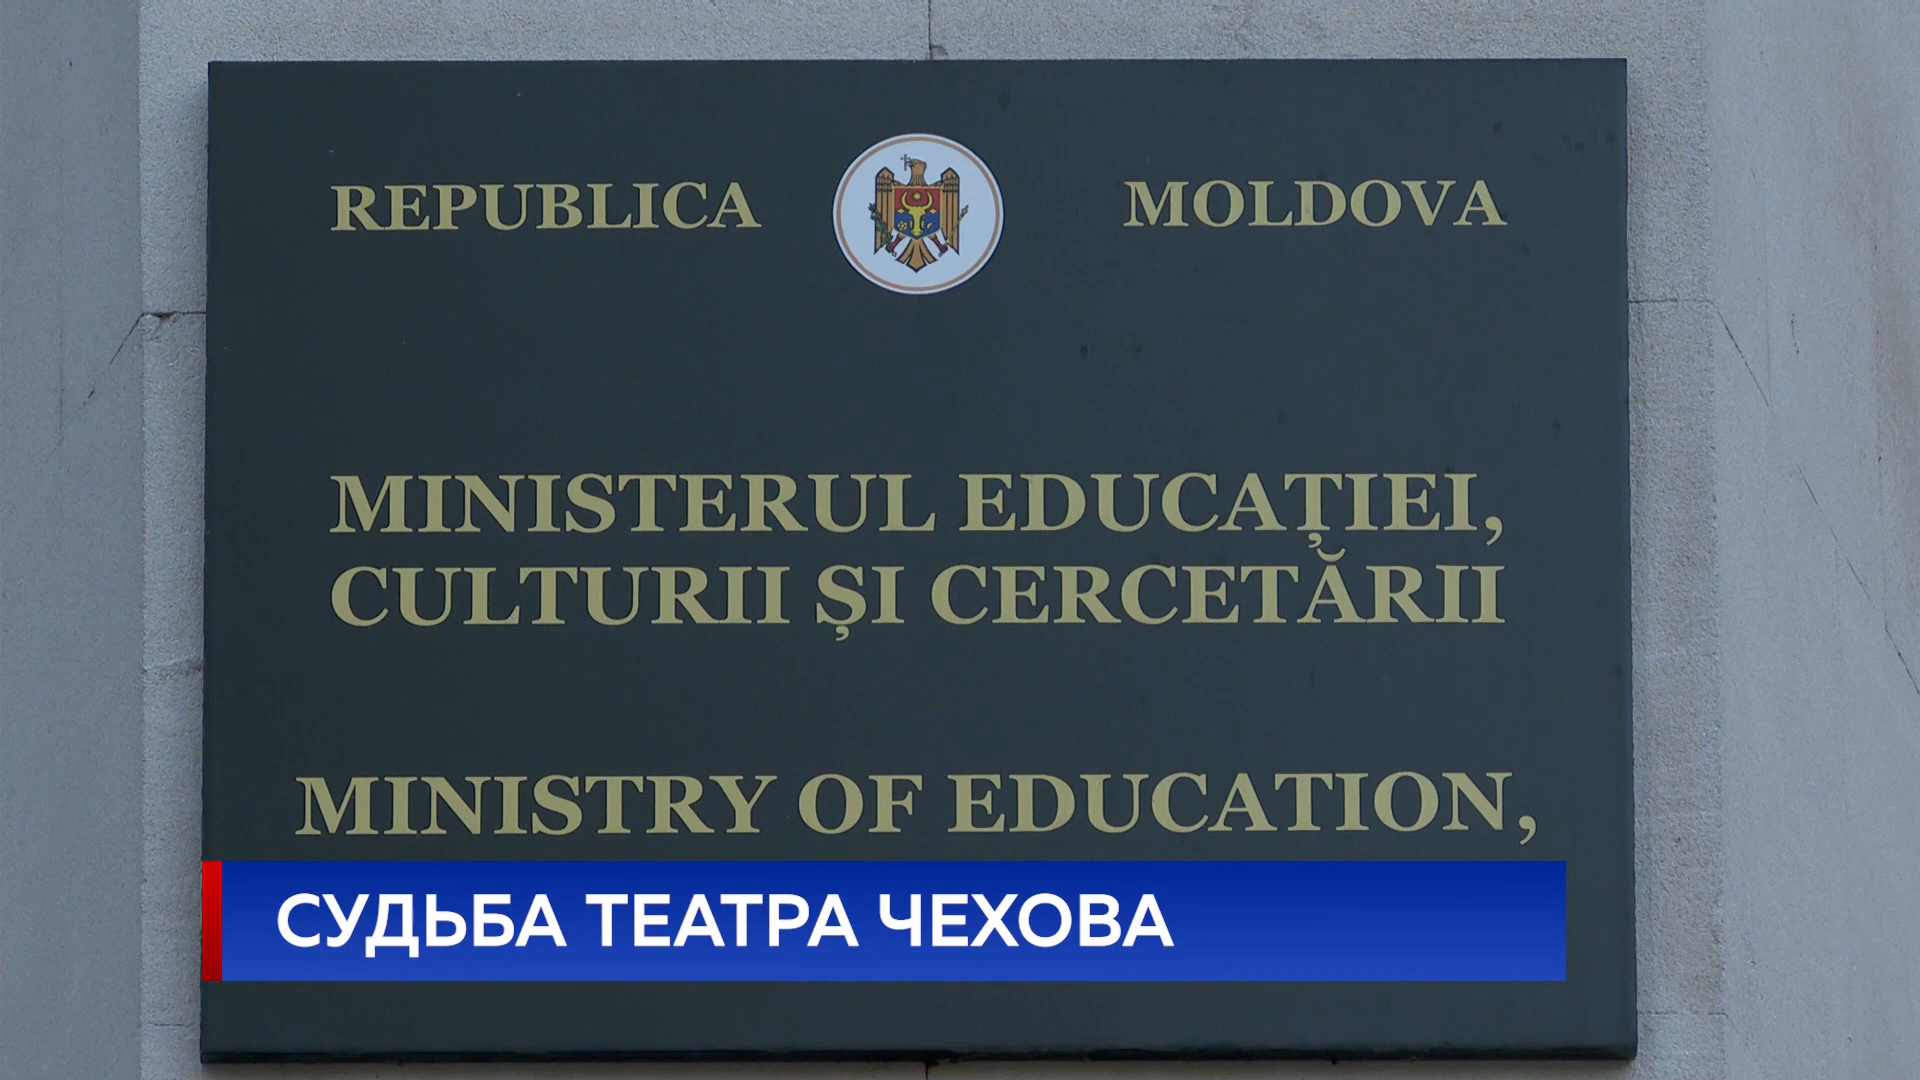 REPUBLICA MOLDOVA
MINISTERUL EDUCAȚIEI,
CULTURII ȘI CERCETĂRII
MINISTRY OF EDUCATION,
СУДЬБА ТЕАТРА ЧЕХОВА